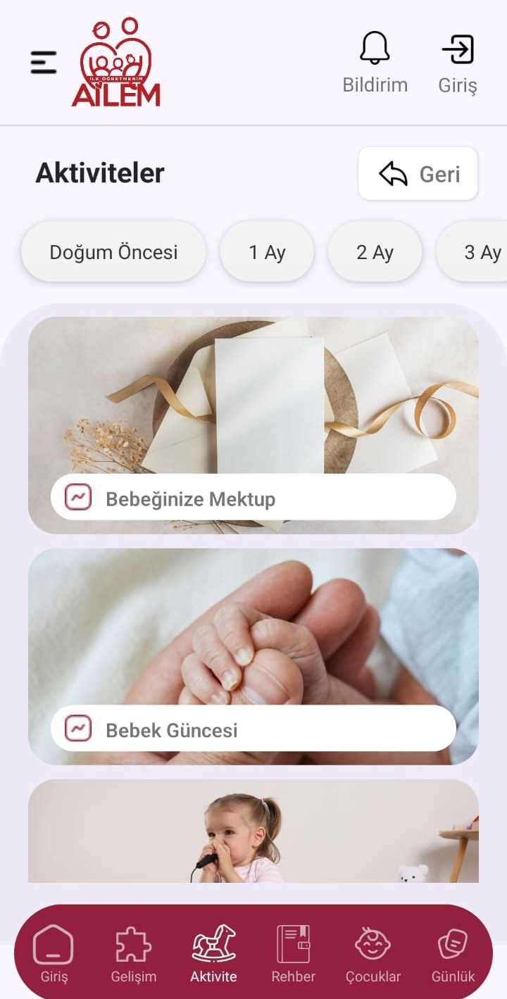 İLK ÖĞRETMENİM
AİLEM
Bildirim
Giriş
Aktiviteler
Geri
Doğum Öncesi
1 Ay
2 Ay
3 Ay
Bebeğinize Mektup
Bebek Güncesi
Giriş
Gelişim
Aktivite
Rehber
Çocuklar
Günlük